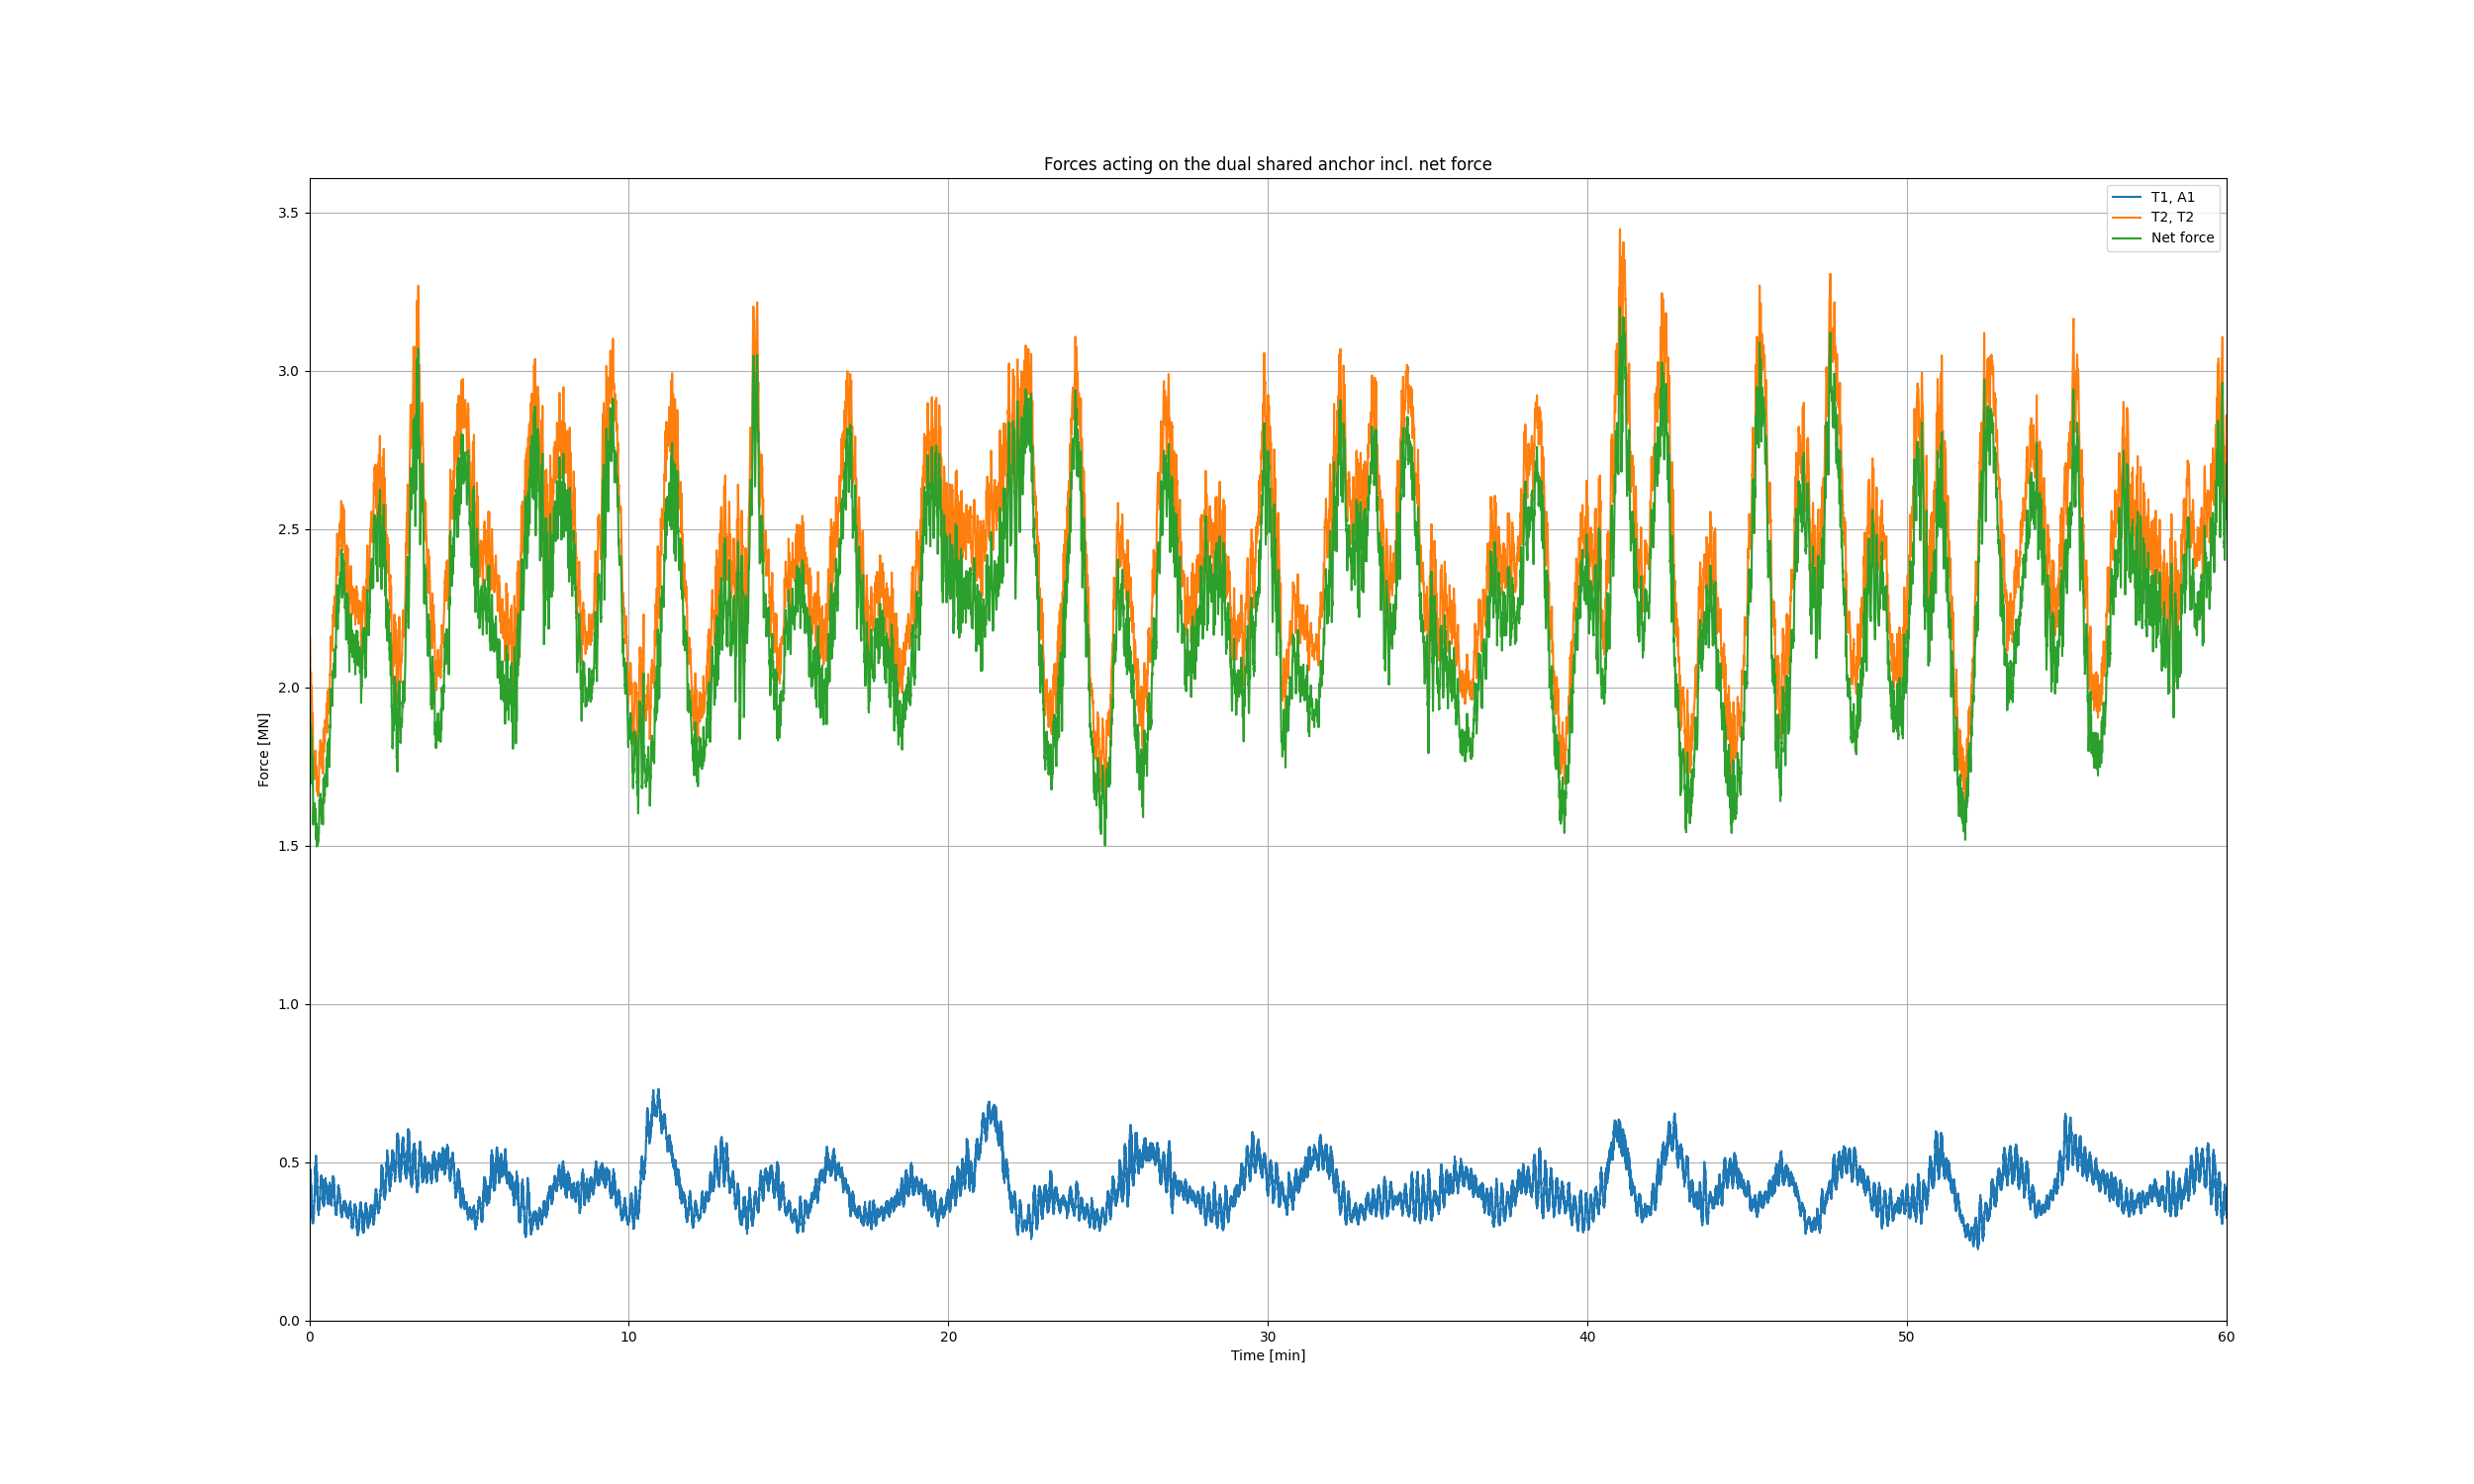 Forces acting on the dual shared anchor incl. net force
T1, A1
T2, T2
Net force
Force [MN]
3.5
3.0
2.5
2.0
1.5
1.0
0.5
0.0
0 10 20 30 40 50 60
Time [min]